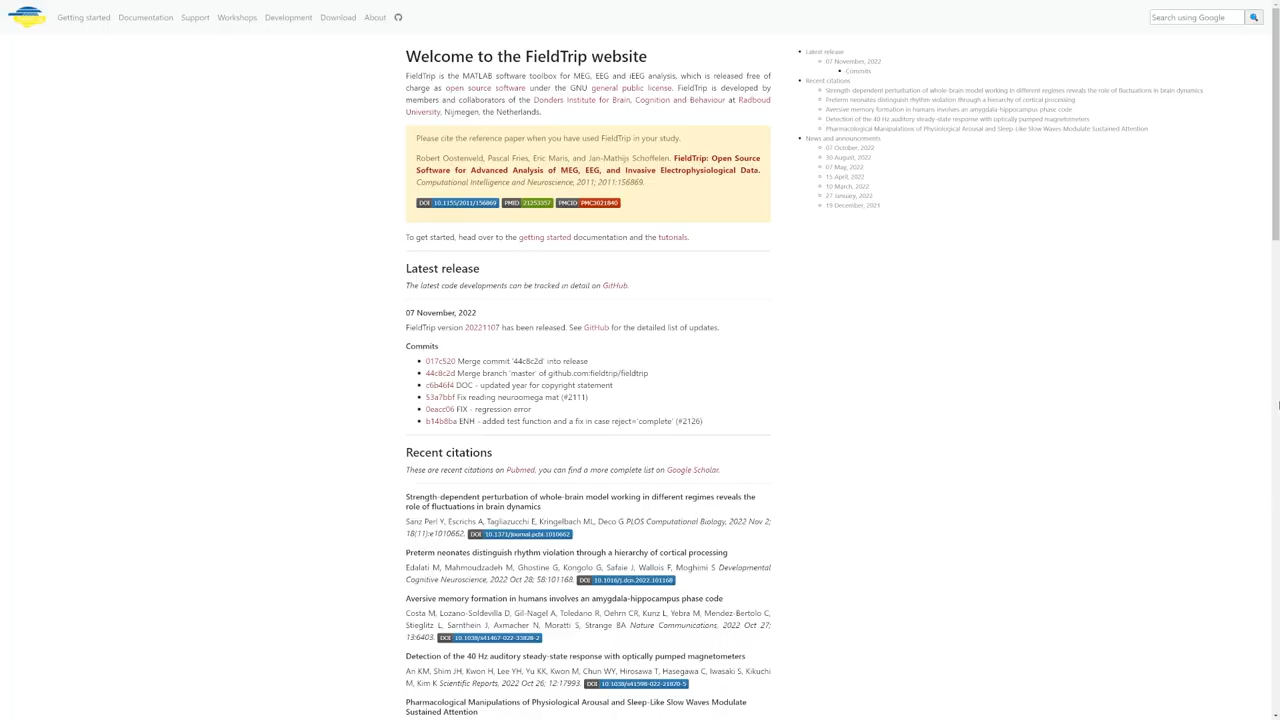 Getting started Documentation Support Workshops Development Download About
Search using Google
Welcome to the FieldTrip website
FieldTrip is the MATLAB software toolbox for MEG, EEG and iEEG analysis, which is released free of
charge as open source software under the GNU general public license. FieldTrip is developed by
members and collaborators of the Donders Institute for Brain, Cognition and Behaviour at Radboud
University, Nijmegen, the Netherlands.
Please cite the reference paper when you have used FieldTrip in your study.
Robert Oostenveld, Pascal Fries, Eric Maris, and Jan-Mathijs Schoffelen. FieldTrip: Open Source
Software for Advanced Analysis of MEG, EEG, and Invasive Electrophysiological Data.
Computational Intelligence and Neuroscience, 2011; 2011:156869.
DOI 10.1155/2011/156869 PMID 21253357 PMCID PMC3021840
To get started, head over to the getting started documentation and the tutorials.
Latest release
The latest code developments can be tracked in detail on GitHub.
07 November, 2022
FieldTrip version 20221107 has been released. See GitHub for the detailed list of updates.
Commits
017c520 Merge commit '44c8c2d' into release
44c8c2d Merge branch 'master' of github.com:fieldtrip/fieldtrip
c6b46f4 DOC - updated year for copyright statement
53a7bbf Fix reading neuroomega mat (#2111)
0eacc06 FIX - regression error
b14b8ba ENH - added test function and a fix in case reject='complete' (#2126)
Recent citations
These are recent citations on Pubmed, you can find a more complete list on Google Scholar.
Strength-dependent perturbation of whole-brain model working in different regimes reveals the
role of fluctuations in brain dynamics
Sanz Perl Y, Escrichs A, Tagliazucchi E, Kringelbach ML, Deco G PLOS Computational Biology, 2022 Nov 2;
18(11):e1010662. DOI 10.1371/journal.pcbi.1010662
Preterm neonates distinguish rhythm violation through a hierarchy of cortical processing
Edalati M, Mahmoudzadeh M, Ghostine G, Kongolo G, Safaie J, Wallois F, Moghimi S Developmental
Cognitive Neuroscience, 2022 Oct 28; 58:101168. DOI 10.1016/j.dcn.2022.101168
Aversive memory formation in humans involves an amygdala-hippocampus phase code
Costa M, Lozano-Soldevilla D, Gil-Nagel A, Toledano R, Oehrn CR, Kunz L, Yebra M, Mendez-Bertolo C,
Stieglitz L, Sarnthein J, Axmacher N, Moratti S, Strange BA Nature Communications, 2022 Oct 27;
13:6403. DOI 10.1038/s41467-022-33828-2
Detection of the 40 Hz auditory steady-state response with optically pumped magnetometers
An KM, Shim JH, Kwon H, Lee YH, Yu KK, Kwon M, Chun WY, Hirosawa T, Hasegawa C, Iwasaki S, Kikuchi
M, Kim K Scientific Reports, 2022 Oct 26; 12:17993. DOI 10.1038/s41598-022-21870-5
Pharmacological Manipulations of Physiological Arousal and Sleep-Like Slow Waves Modulate
Sustained Attention
Latest release
07 November, 2022
Commits
Recent citations
Strength-dependent perturbation of whole-brain model working in different regimes reveals the role of fluctuations in brain dynamics
Preterm neonates distinguish rhythm violation through a hierarchy of cortical processing
Aversive memory formation in humans involves an amygdala-hippocampus phase code
Detection of the 40 Hz auditory steady-state response with optically pumped magnetometers
Pharmacological Manipulations of Physiological Arousal and Sleep-Like Slow Waves Modulate Sustained Attention
News and announcements
07 October, 2022
30 August, 2022
07 May, 2022
15 April, 2022
10 March, 2022
27 January, 2022
19 December, 2021